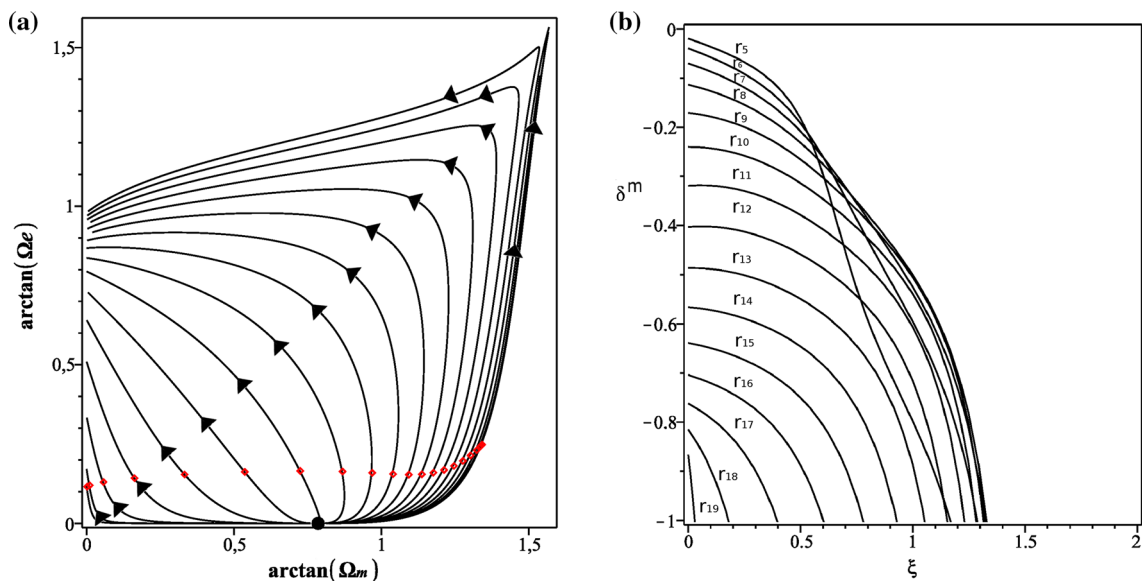 (a)
1,5
1
0,5
0
arctan(Ωe)
0
0,5
1
1,5
arctan(Ωm)
(b)
0
−0.2
−0.4
−0.6
−0.8
−1
δm
r5
r6
r7
r8
r9
r10
r11
r12
r13
r14
r15
r16
r17
r18
r19
0
0.5
1
1.5
2
ξ